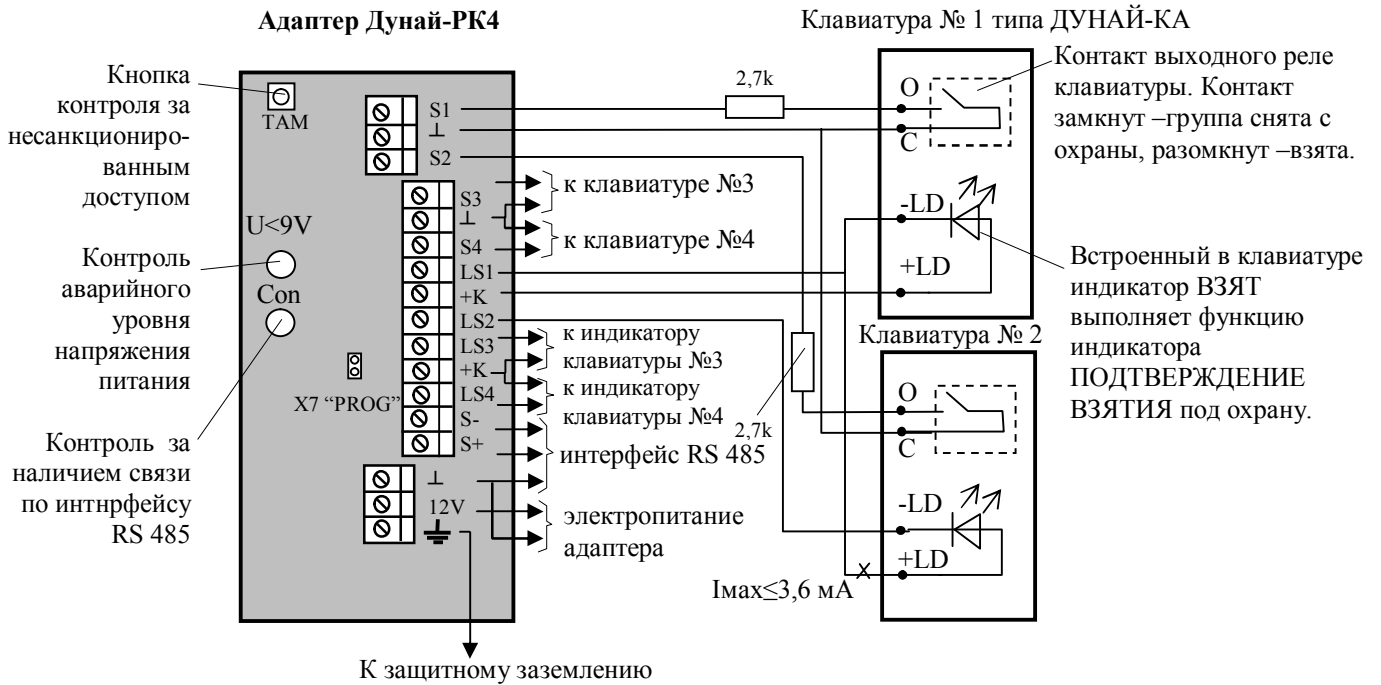 Адаптер Дунай-РК4
Клавиатура № 1 типа ДУНАЙ-КА
Кнопка
контроля за
несанкциониро-
ванным
доступом
Контроль
аварийного
уровня
напряжения
питания
Контроль за
наличием связи
по интнрфейсу
RS 485
TAM
U<9V
Con
X7 “PROG”
S1
⊥
S2
S3
⊥
S4
LS1
+K
LS2
LS3
+K
LS4
S-
S+
⊥
12V
к клавиатуре №3
к клавиатуре №4
к индикатору
клавиатуры №3
к индикатору
клавиатуры №4
интерфейс RS 485
электропитание
адаптера
К защитному заземлению
2,7k
2,7k
O
C
-LD
+LD
Клавиатура № 2
O
C
-LD
+LD
Iмах≤3,6 мА
Контакт выходного реле
клавиатуры. Контакт
замкнут –группа снята с
охраны, разомкнут –взята.
Встроенный в клавиатуре
индикатор ВЗЯТ
выполняет функцию
индикатора
ПОДТВЕРЖДЕНИЕ
ВЗЯТИЯ под охрану.